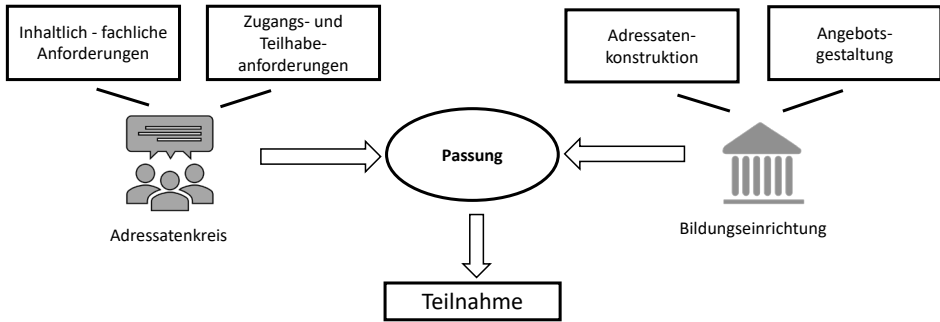 Inhaltlich - fachliche
Anforderungen
Zugangs- und
Teilhabe-
anforderungen
Adressaten-
konstruktion
Angebots-
gestaltung
Passung
Adressatenkreis
Bildungseinrichtung
Teilnahme